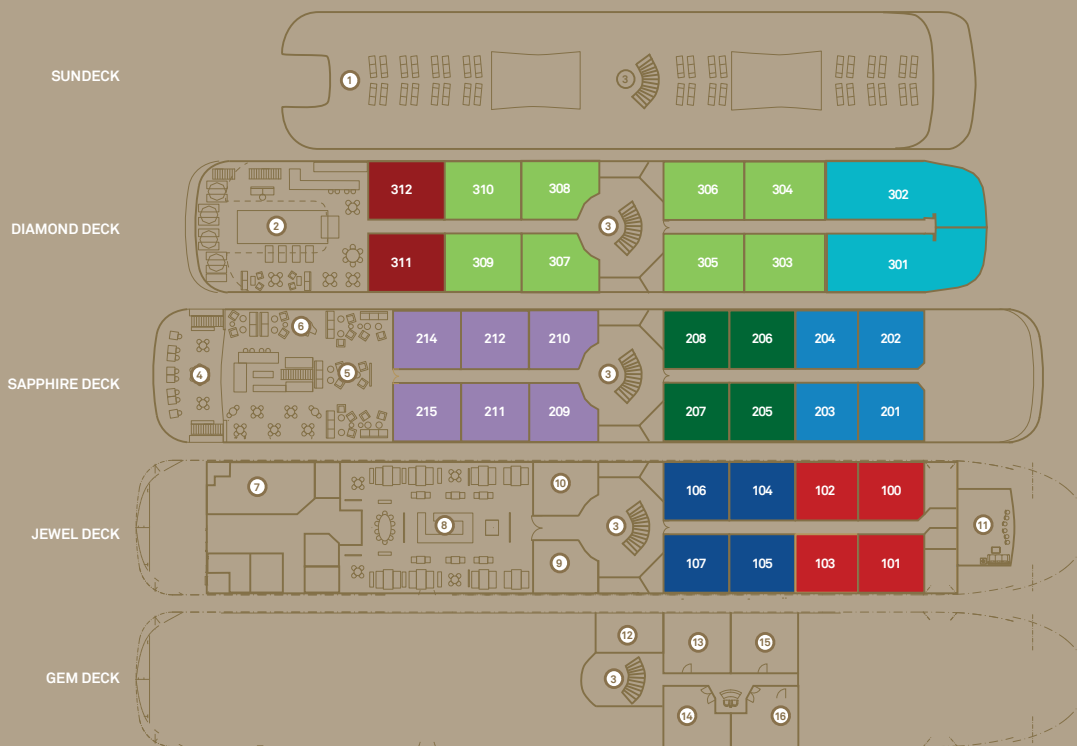 SUNDECK
1
3
DIAMOND DECK
312 310 308 306 304 302
2 3
311 309 307 305 303 301
SAPPHIRE DECK
6
214 212 210 208 206 204 202
4 5 3
215 211 209 207 205 203 201
JEWEL DECK
7 10
106 104 102 100
8 3 11
9
107 105 103 101
GEM DECK
12 13 15
3
14 16